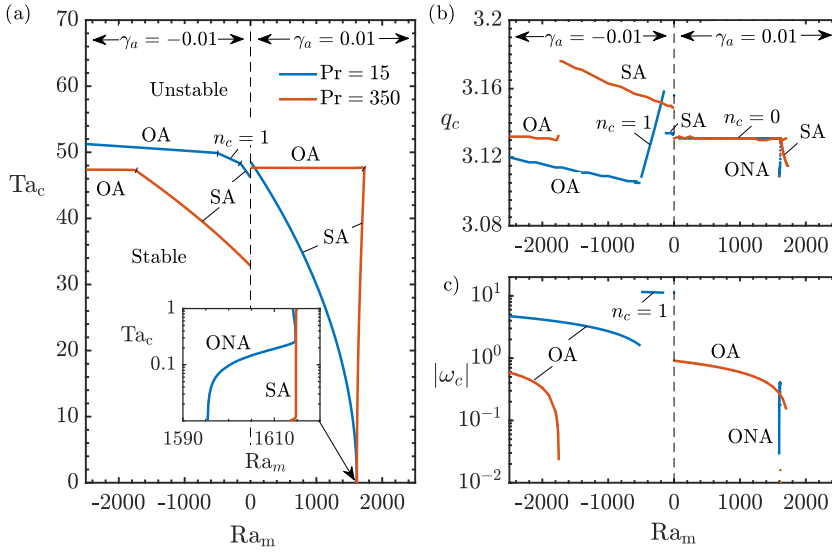 (a)
γa = −0.01
γa = 0.01
Pr = 15
Pr = 350
Unstable
OA
nc = 1
OA
OA
SA
SA
Stable
Tac
70
60
50
40
30
20
10
0
-2000
-1000
0
1000
2000
Ram
Tac
1
0.1
ONA
SA
1590
1610
Ram
(b)
γa = −0.01
γa = 0.01
SA
OA
nc = 1
SA
nc = 0
SA
OA
ONA
qc
3.2
3.16
3.12
3.08
-2000
-1000
0
1000
2000
c)
nc = 1
OA
OA
ONA
|ωc|
10^1
10^0
10^-1
10^-2
-2000
-1000
0
1000
2000
Ram